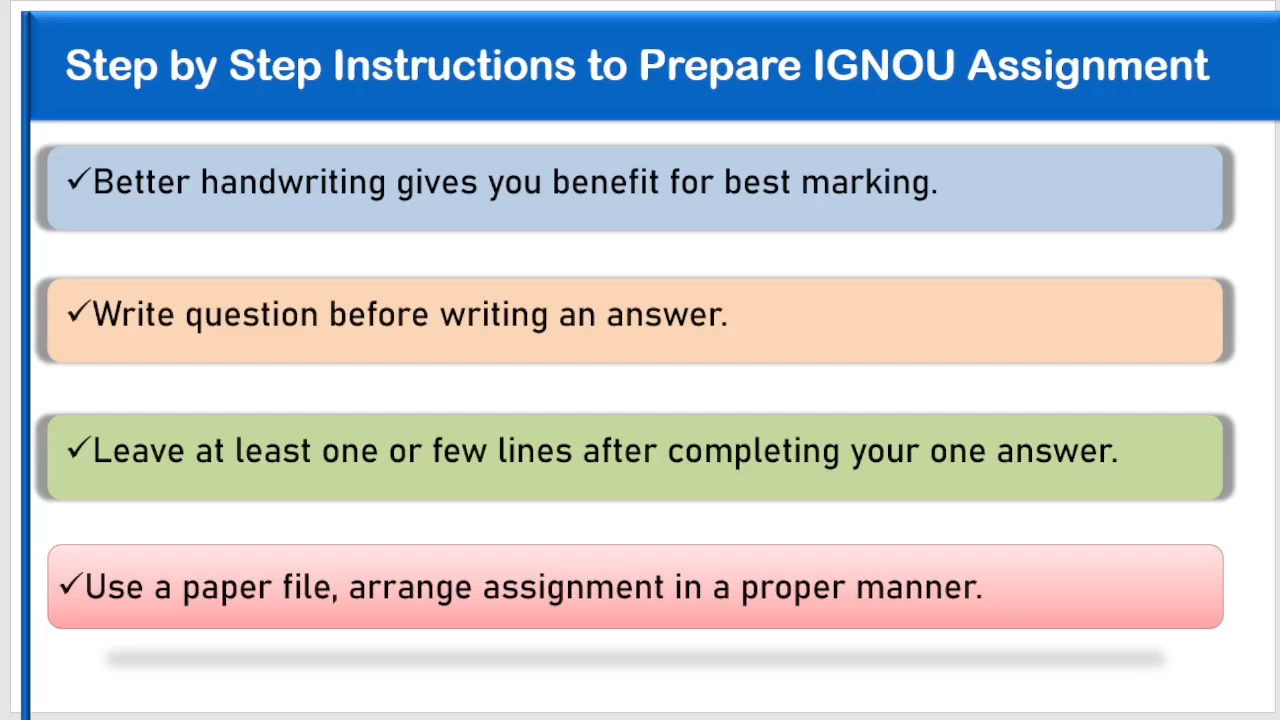 Step by Step Instructions to Prepare IGNOU Assignment
✓Better handwriting gives you benefit for best marking.
✓Write question before writing an answer.
✓Leave at least one or few lines after completing your one answer.
✓Use a paper file, arrange assignment in a proper manner.